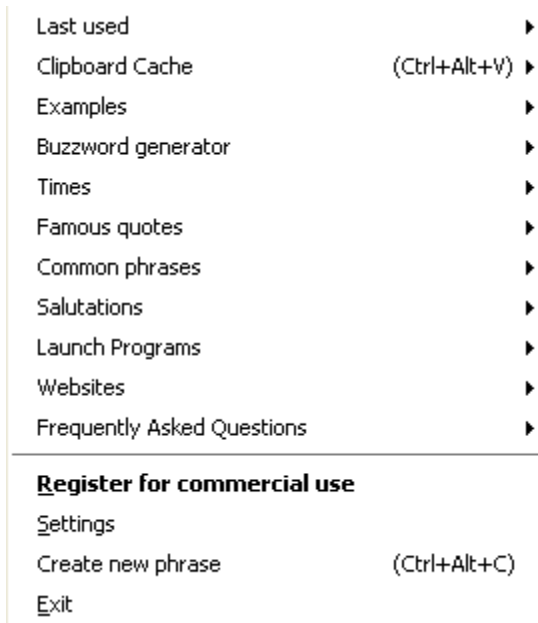 Last used
Clipboard Cache (Ctrl+Alt+V)
Examples
Buzzword generator
Times
Famous quotes
Common phrases
Salutations
Launch Programs
Websites
Frequently Asked Questions
Register for commercial use
Settings
Create new phrase (Ctrl+Alt+C)
Exit